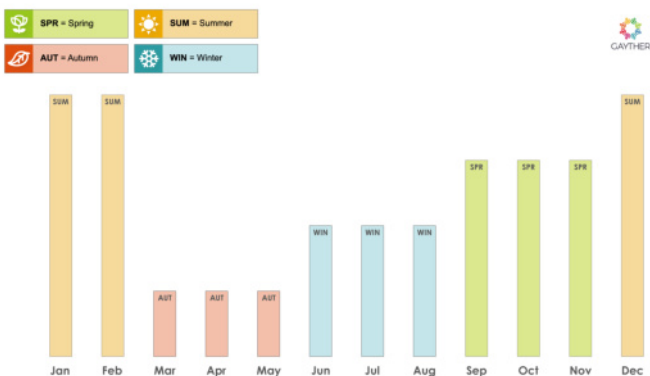 SPR = Spring
SUM = Summer
AUT = Autumn
WIN = Winter
GAYTHER
SUM SUM SUM
SPR SPR SPR
WIN WIN WIN
AUT AUT AUT
Jan Feb Mar Apr May Jun Jul Aug Sep Oct Nov Dec